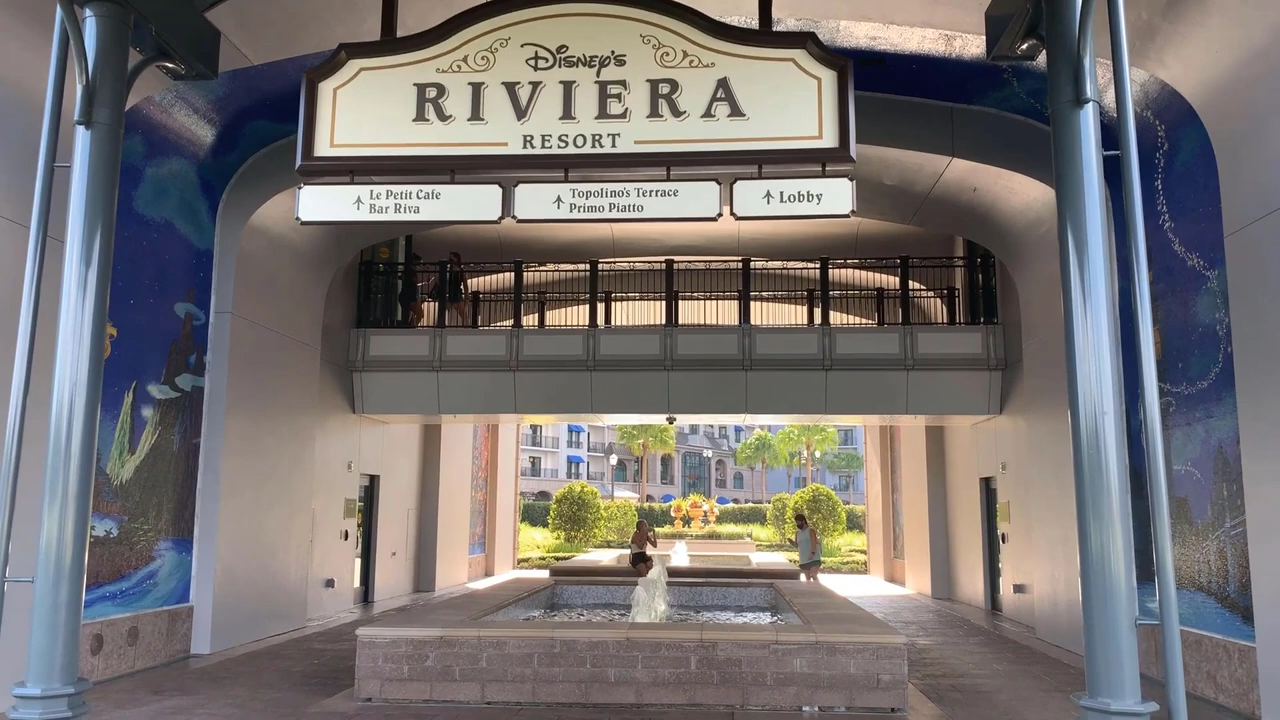 Disney's
RIVIERA
RESORT
↑ Le Petit Cafe
Bar Riva
↑ Topolino's Terrace
Primo Piatto
↑ Lobby